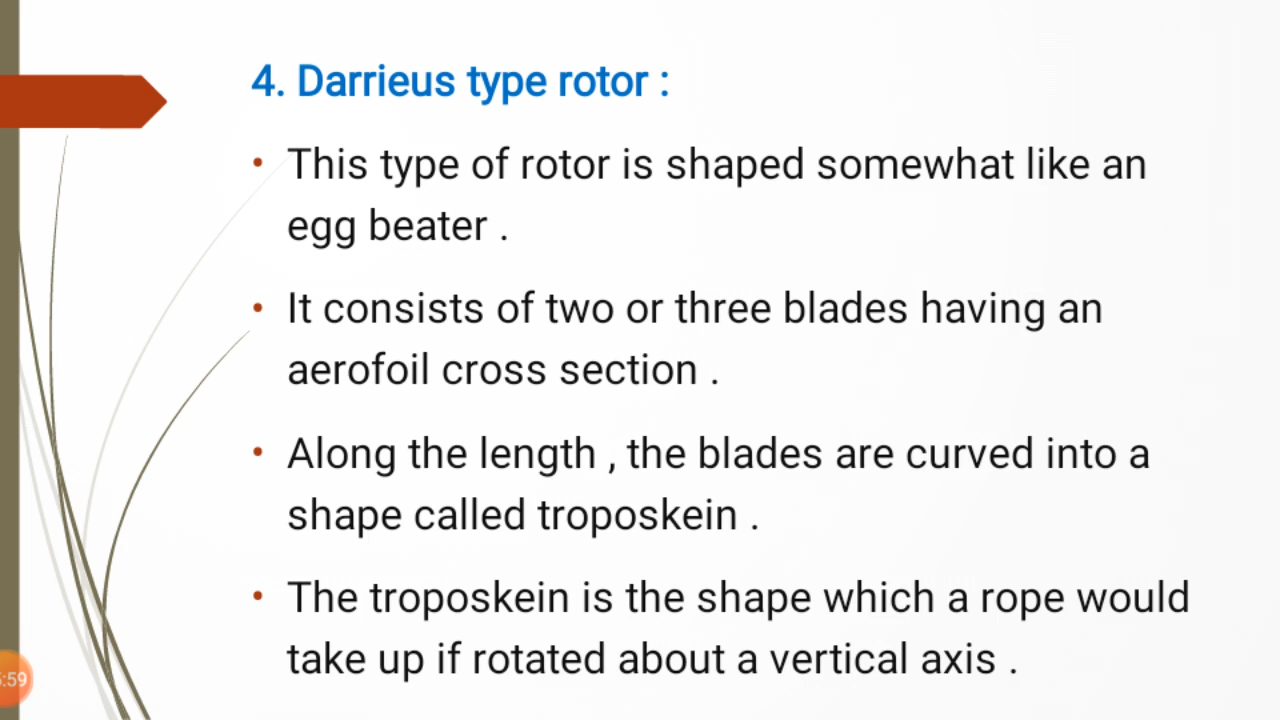 4. Darrieus type rotor :
• This type of rotor is shaped somewhat like an
egg beater .
• It consists of two or three blades having an
aerofoil cross section .
• Along the length , the blades are curved into a
shape called troposkein .
• The troposkein is the shape which a rope would
take up if rotated about a vertical axis .
:59